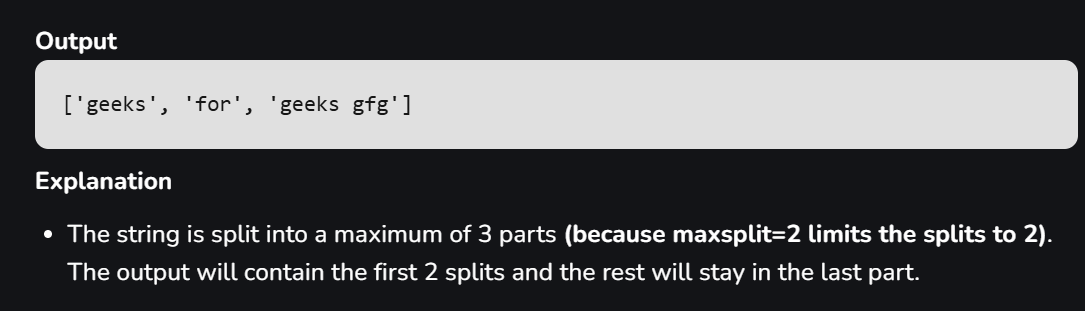 Output
['geeks', 'for', 'geeks gfg']
Explanation
• The string is split into a maximum of 3 parts (because maxsplit=2 limits the splits to 2).
The output will contain the first 2 splits and the rest will stay in the last part.